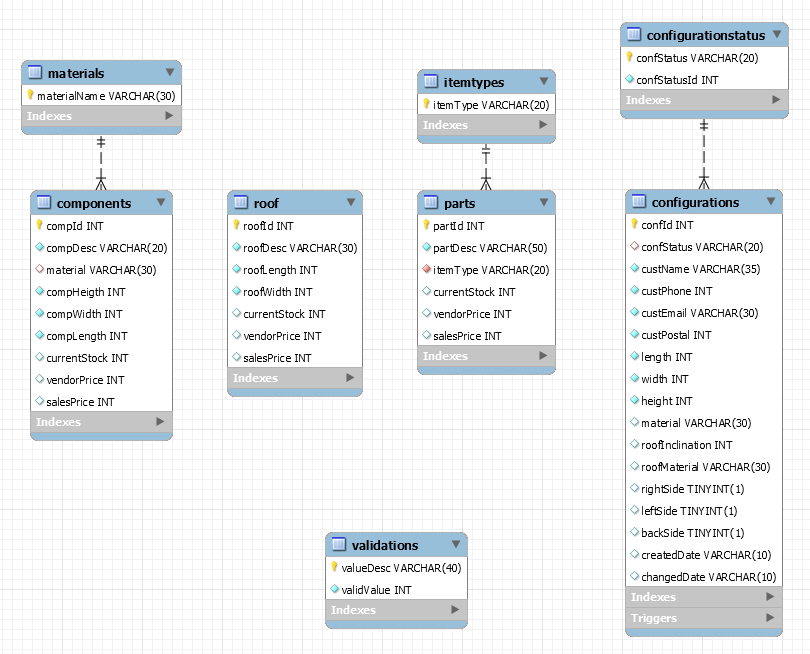 materials
materialName VARCHAR(30)
Indexes
itemtypes
itemType VARCHAR(20)
Indexes
configurationstatus
confStatus VARCHAR(20)
confStatusId INT
Indexes
components
compId INT
compDesc VARCHAR(20)
material VARCHAR(30)
compHeigth INT
compWidth INT
compLength INT
currentStock INT
vendorPrice INT
salesPrice INT
Indexes
roof
roofId INT
roofDesc VARCHAR(30)
roofLength INT
roofWidth INT
currentStock INT
vendorPrice INT
salesPrice INT
Indexes
parts
partId INT
partDesc VARCHAR(50)
itemType VARCHAR(20)
currentStock INT
vendorPrice INT
salesPrice INT
Indexes
configurations
confId INT
confStatus VARCHAR(20)
custName VARCHAR(35)
custPhone INT
custEmail VARCHAR(30)
custPostal INT
length INT
width INT
height INT
material VARCHAR(30)
roofInclination INT
roofMaterial VARCHAR(30)
rightSide TINYINT(1)
leftSide TINYINT(1)
backSide TINYINT(1)
createdDate VARCHAR(10)
changedDate VARCHAR(10)
Indexes
Triggers
validations
valueDesc VARCHAR(40)
validValue INT
Indexes